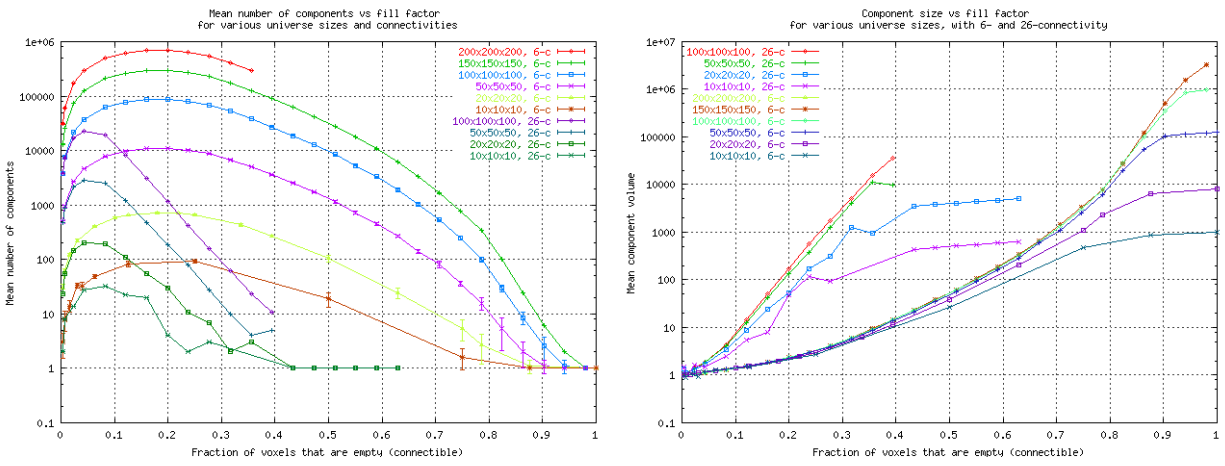 Mean number of components vs fill factor
for various universe sizes and connectivities
Mean number of components
1e+06
100000
10000
1000
100
10
1
0.1
200x200x200, 6-c
150x150x150, 6-c
100x100x100, 6-c
50x50x50, 6-c
20x20x20, 6-c
10x10x10, 6-c
100x100x100, 26-c
50x50x50, 26-c
20x20x20, 26-c
10x10x10, 26-c
0 0.1 0.2 0.3 0.4 0.5 0.6 0.7 0.8 0.9 1
Fraction of voxels that are empty (connectible)
Component size vs fill factor
for various universe sizes, with 6- and 26-connectivity
Mean component volume
1e+07
1e+06
100000
10000
1000
100
10
1
0.1
100x100x100, 26-c
50x50x50, 26-c
20x20x20, 26-c
10x10x10, 26-c
200x200x200, 6-c
150x150x150, 6-c
100x100x100, 6-c
50x50x50, 6-c
20x20x20, 6-c
10x10x10, 6-c
0 0.1 0.2 0.3 0.4 0.5 0.6 0.7 0.8 0.9 1
Fraction of voxels that are empty (connectible)